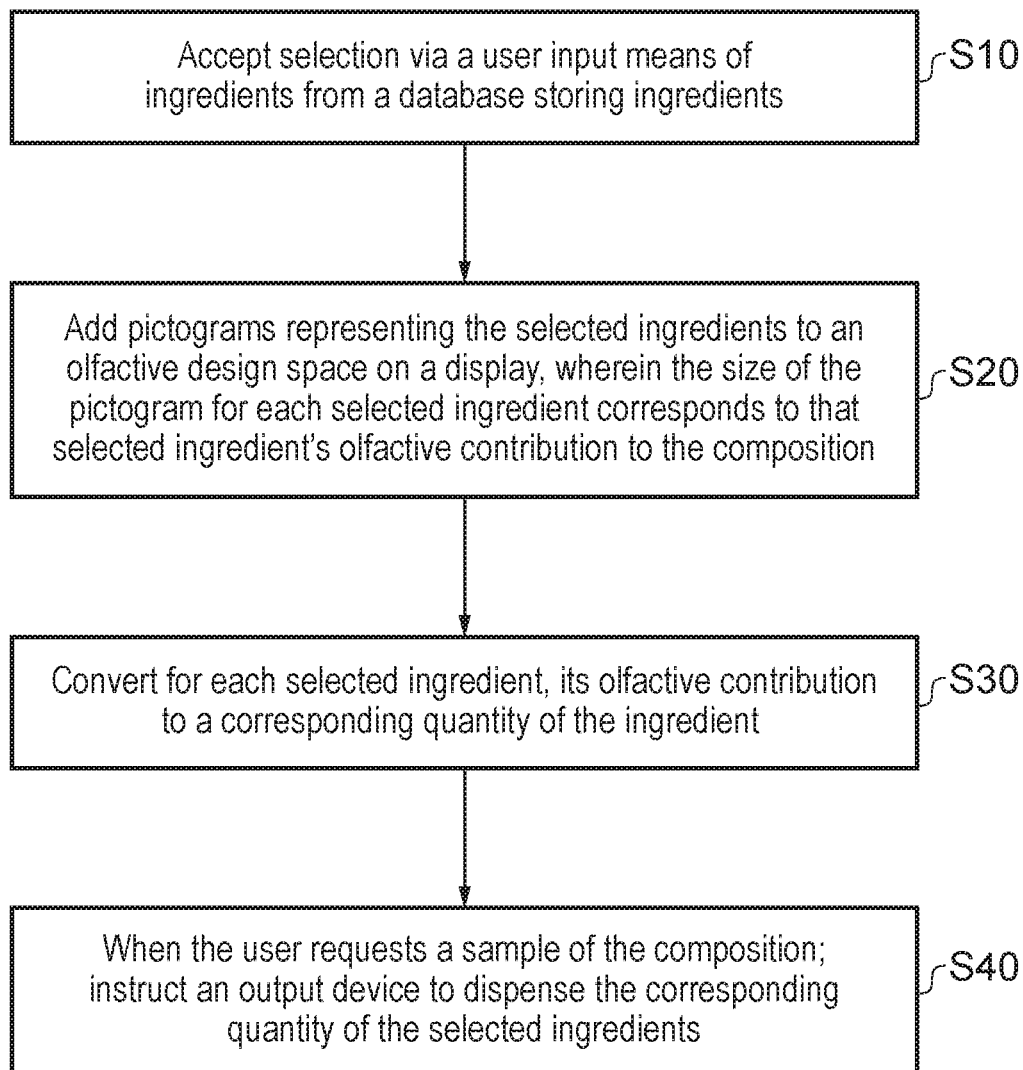 Accept selection via a user input means of
ingredients from a database storing ingredients
S10
Add pictograms representing the selected ingredients to an
olfactive design space on a display, wherein the size of the
pictogram for each selected ingredient corresponds to that
selected ingredient's olfactive contribution to the composition
S20
Convert for each selected ingredient, its olfactive contribution
to a corresponding quantity of the ingredient
S30
When the user requests a sample of the composition;
instruct an output device to dispense the corresponding
quantity of the selected ingredients
S40